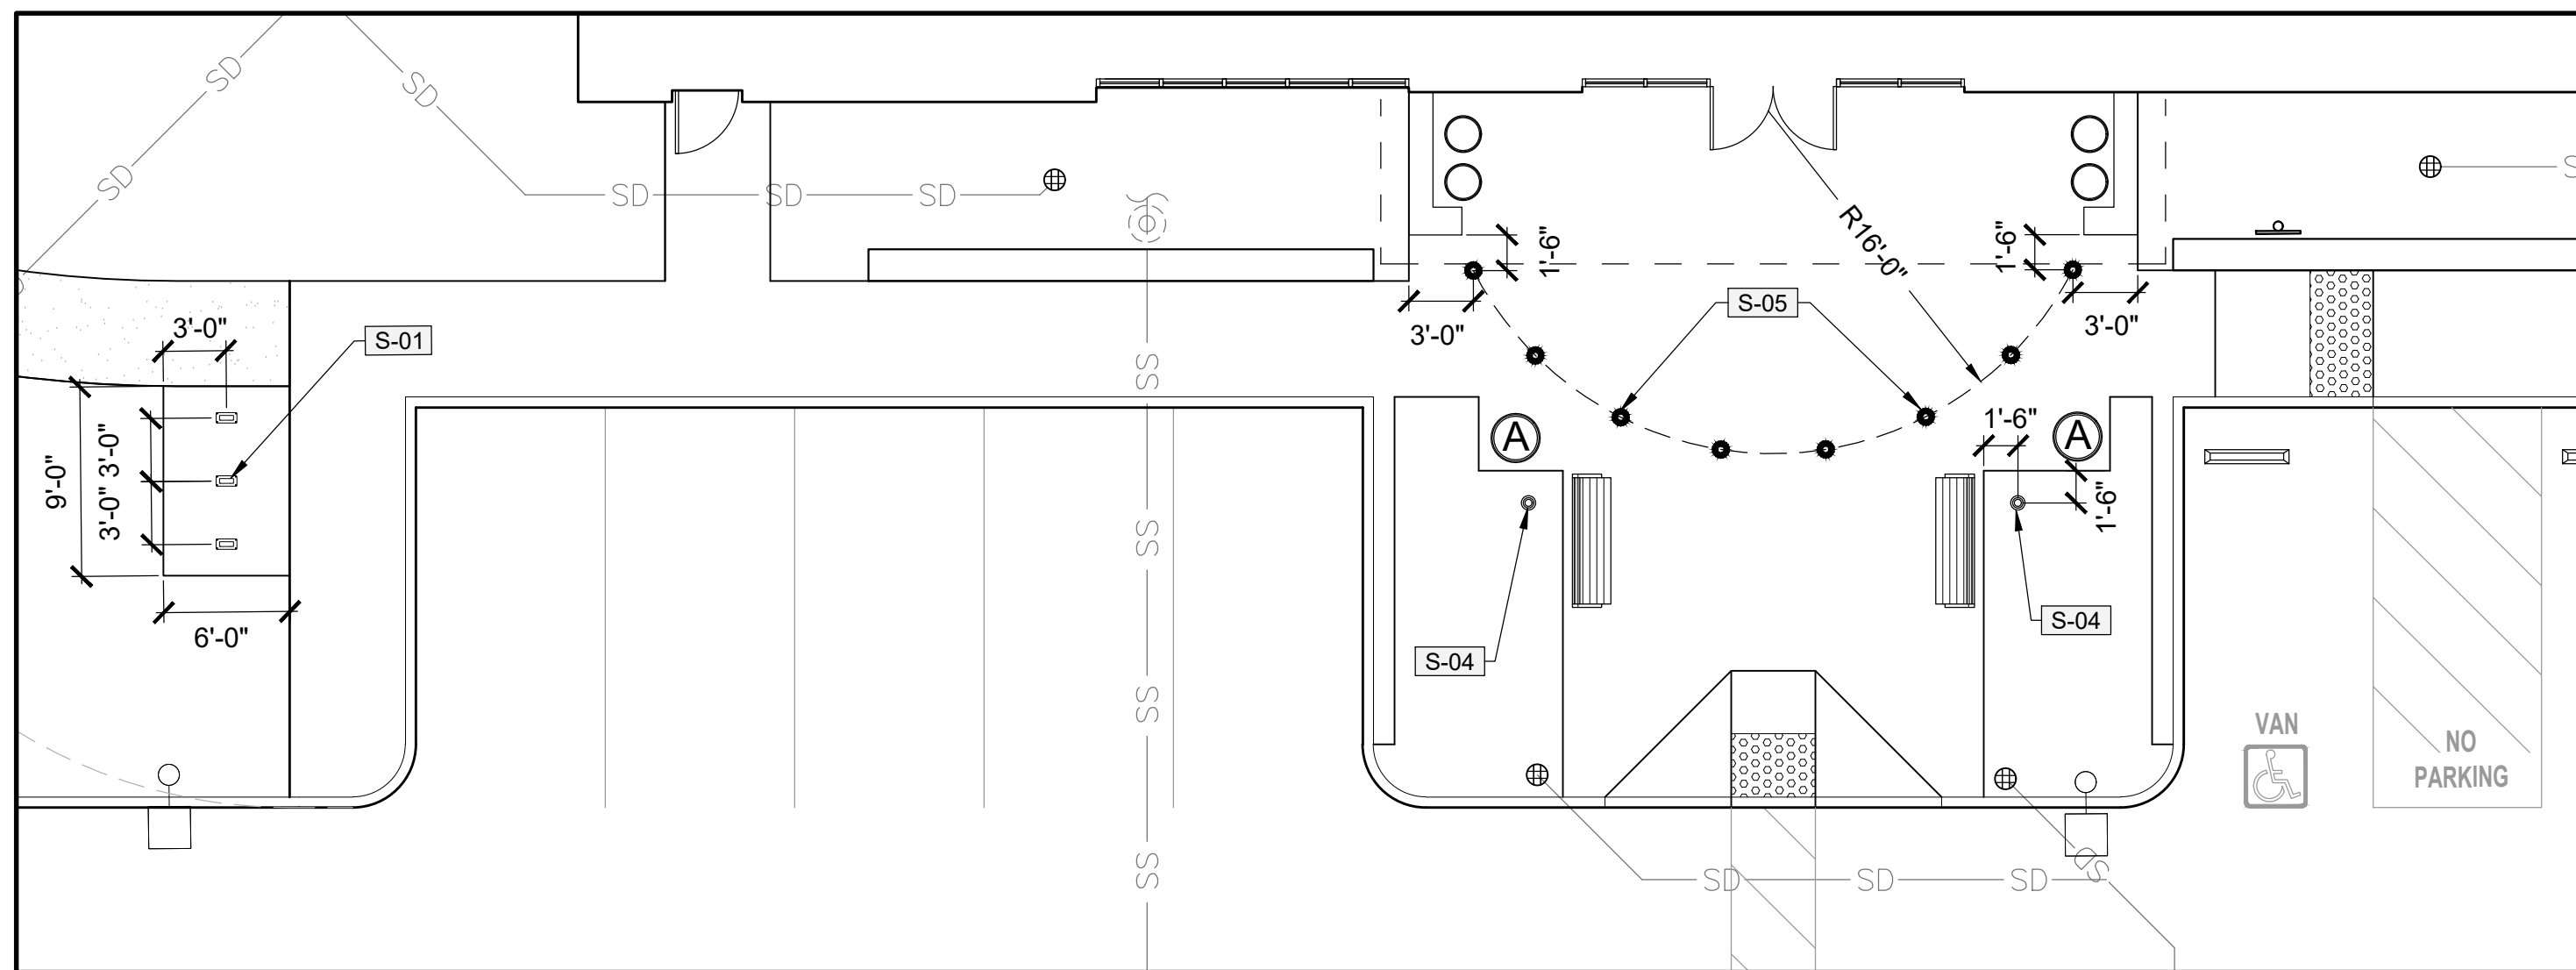 SD
SD
SD
SD
SD
SD
R16'-0"
1'-6"
1'-6"
3'-0"
3'-0"
S-05
3'-0"
S-01
SS
1'-6"
A
A
9'-0"
3'-0"
3'-0"
1'-6"
SS
S-04
6'-0"
S-04
SS
VAN
NO
PARKING
SS
SD
SD
SD
SD